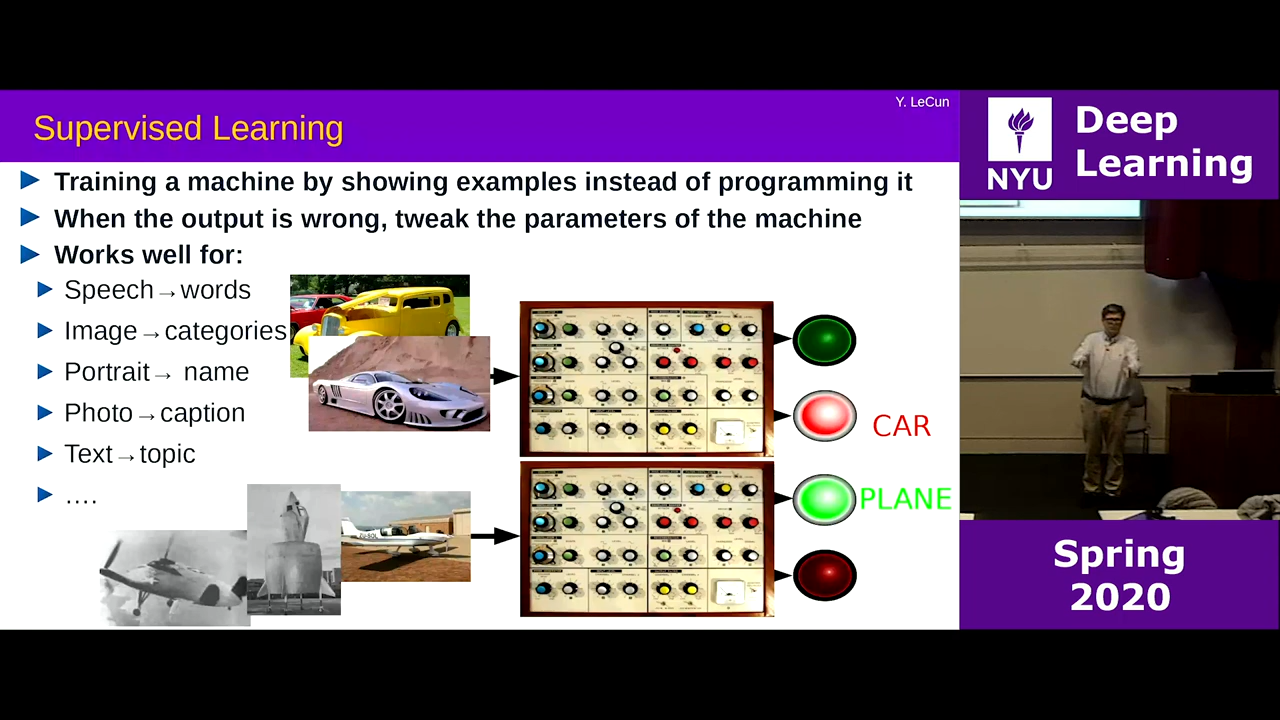 Y. LeCun
Supervised Learning
Training a machine by showing examples instead of programming it
When the output is wrong, tweak the parameters of the machine
Works well for:
Speech→words
Image→categories
Portrait→ name
Photo→caption
Text→topic
….
CAR
PLANE
NYU
Deep
Learning
Spring
2020